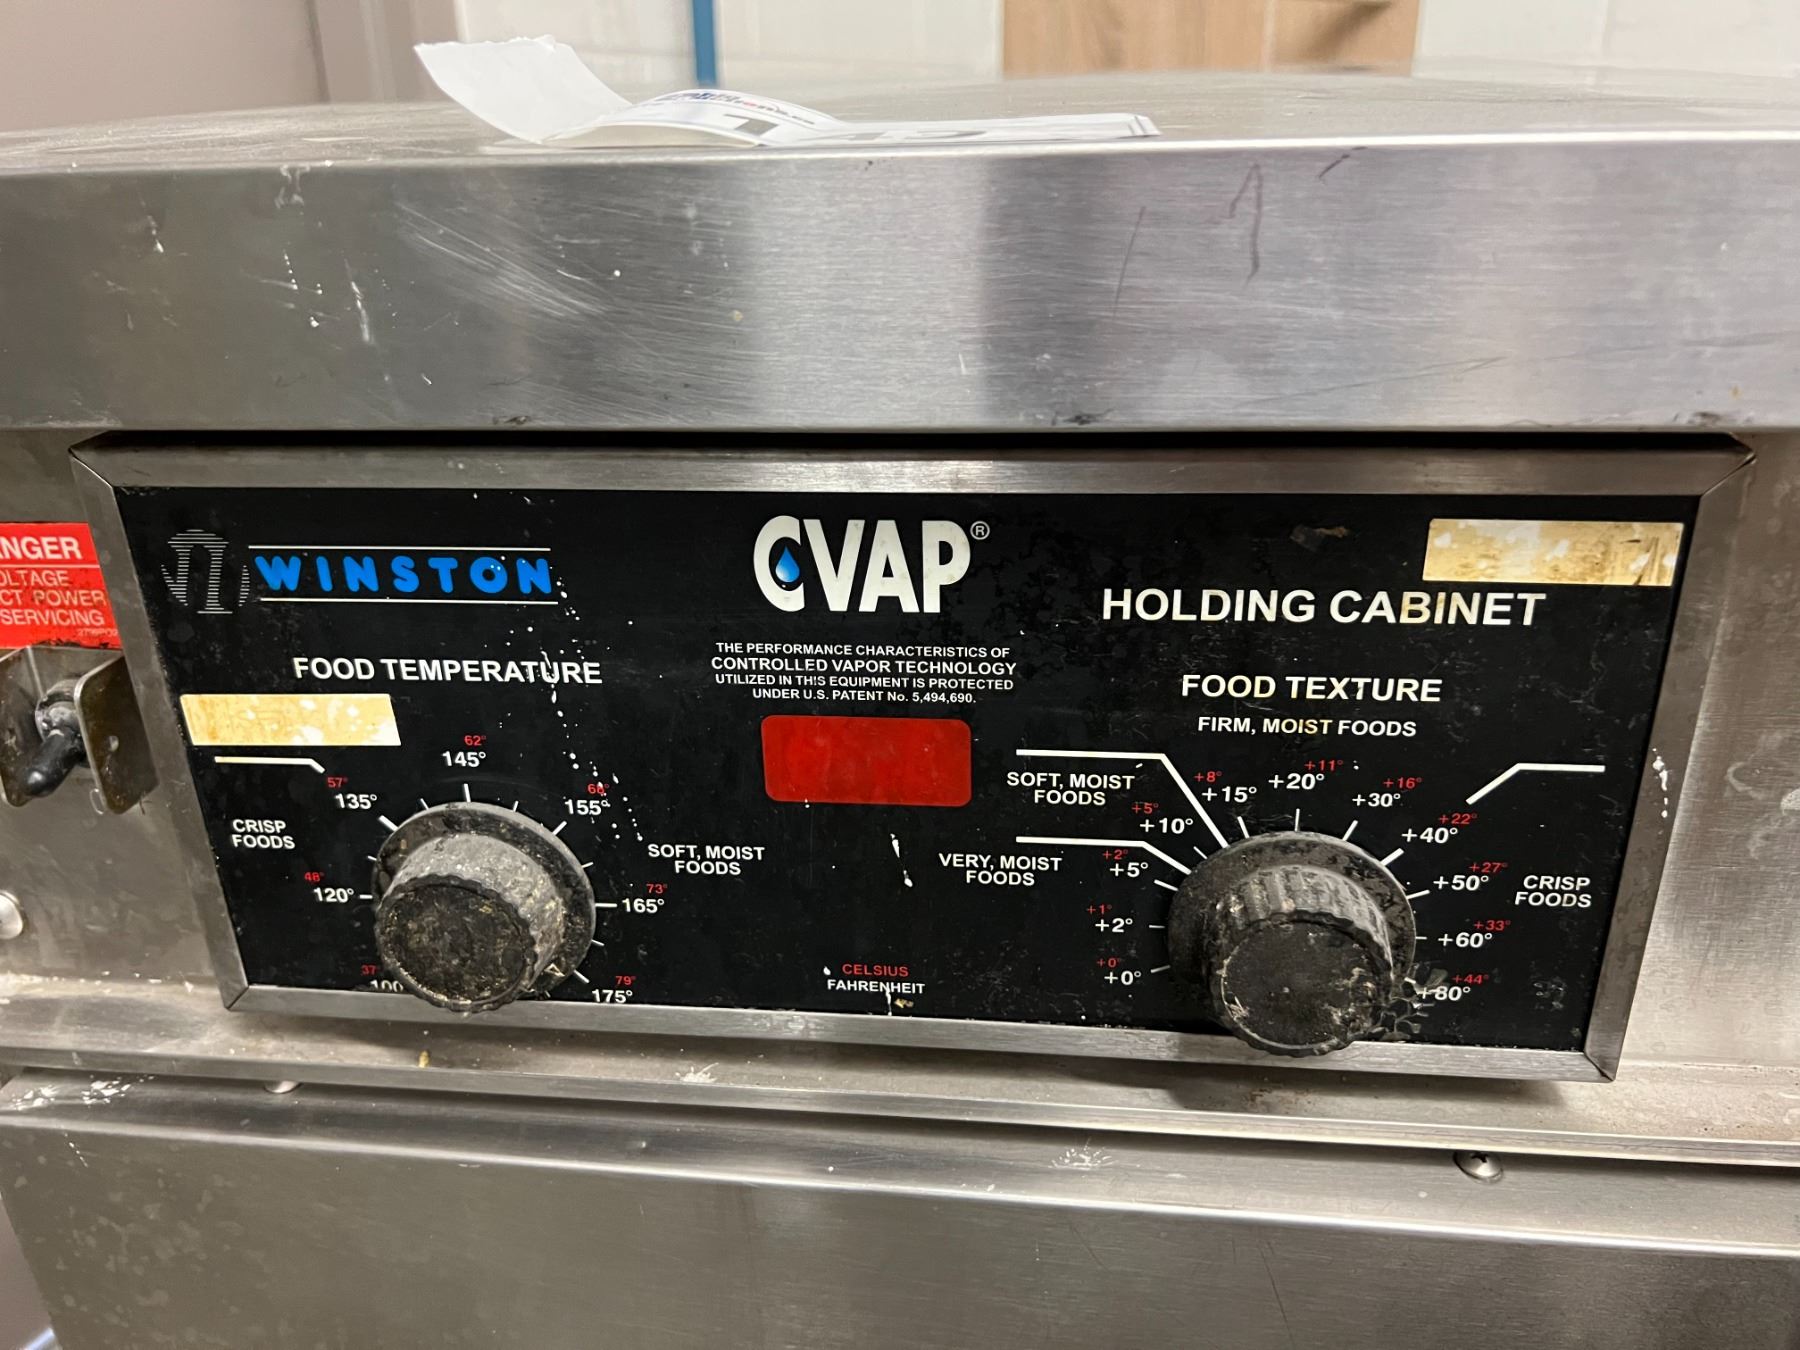 WINSTON
CVAP®
HOLDING CABINET
THE PERFORMANCE CHARACTERISTICS OF
CONTROLLED VAPOR TECHNOLOGY
UTILIZED IN THIS EQUIPMENT IS PROTECTED
UNDER U.S. PATENT No. 5,494,690.
ANGER
OLTAGE
CT POWER
SERVICING
FOOD TEMPERATURE
CRISP
FOODS
SOFT, MOIST
FOODS
37°
100
48°
120°
57°
135°
62°
145°
68°
155°
73°
165°
79°
175°
CELSIUS
FAHRENHEIT
FOOD TEXTURE
FIRM, MOIST FOODS
SOFT, MOIST
FOODS
VERY, MOIST
FOODS
CRISP
FOODS
+0°
+0°
+1°
+2°
+2°
+5°
+5°
+10°
+8°
+15°
+11°
+20°
+16°
+30°
+22°
+40°
+27°
+50°
+33°
+60°
+44°
+80°